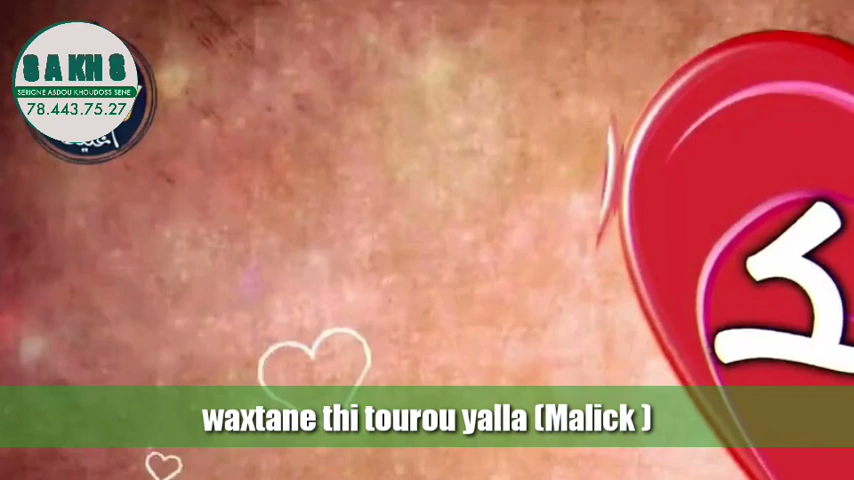 SAKHS
SERIGNE ABDOU KHOUDOSS SENE
78.443.75.27
waxtane thi tourou yalla (Malick )